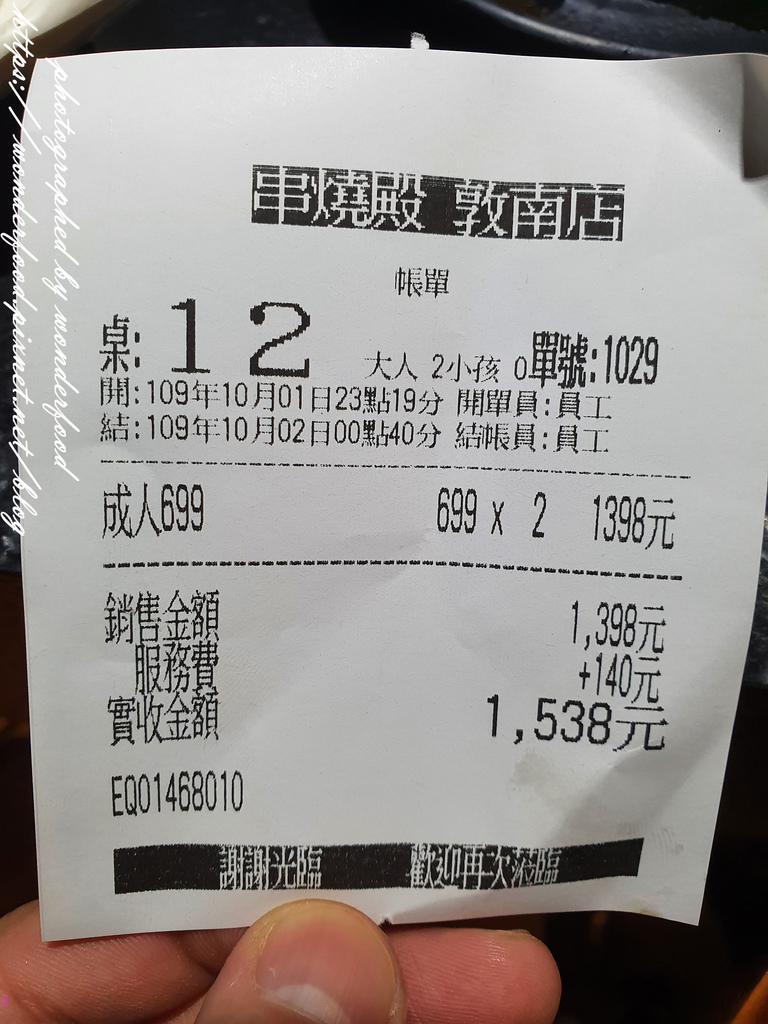 串燒殿 敦南店
帳單
桌: 12 大人 2小孩 0單號:1029
開:109年10月01日23點19分 開單員:員工
結:109年10月02日00點40分 結帳員:員工
成人699 699 x 2 1398元
銷售金額 1,398元
服務費 +140元
實收金額 1,538元
EQ01468010
謝謝光臨 歡迎再次蒞臨
photographed by wonderfood
https://wonderfood.pixnet.net/blog